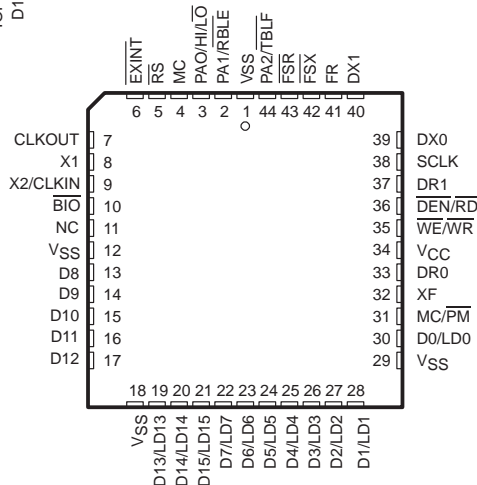 D1
EXINT
RS
MC
PAO/HI/LO
PA1/RBLE
VSS
PA2/TBLF
FSR
FSX
FR
DX1
6 5 4 3 2 1 44 43 42 41 40
CLKOUT 7
X1 8
X2/CLKIN 9
BIO 10
NC 11
VSS 12
D8 13
D9 14
D10 15
D11 16
D12 17
39 DX0
38 SCLK
37 DR1
36 DEN/RD
35 WE/WR
34 VCC
33 DR0
32 XF
31 MC/PM
30 D0/LD0
29 VSS
18 19 20 21 22 23 24 25 26 27 28
VSS
D13/LD13
D14/LD14
D15/LD15
D7/LD7
D6/LD6
D5/LD5
D4/LD4
D3/LD3
D2/LD2
D1/LD1